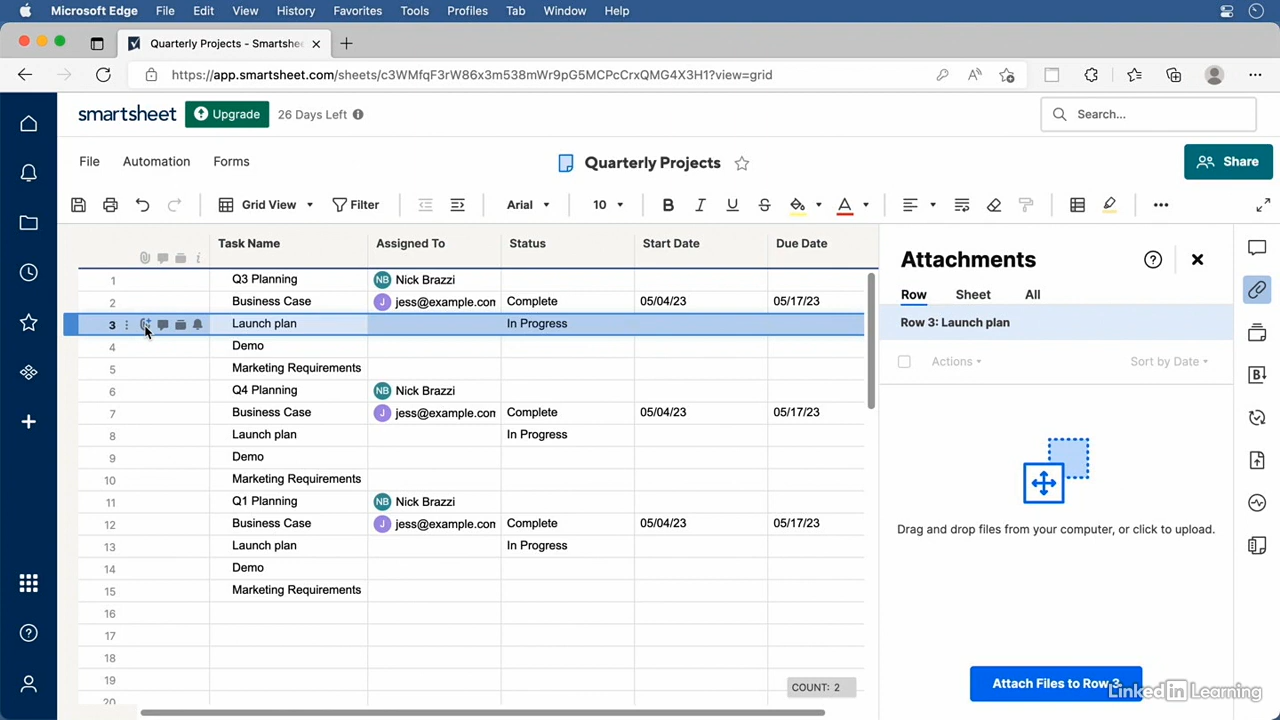 Microsoft Edge File Edit View History Favorites Tools Profiles Tab Window Help
Quarterly Projects - Smartshe
https://app.smartsheet.com/sheets/c3WMfqF3rW86x3m538mWr9pG5MCPcCrxQMG4X3H1?view=grid
smartsheet Upgrade 26 Days Left Search...
File Automation Forms Quarterly Projects Share
Grid View Filter Arial 10 B I U S A
Task Name Assigned To Status Start Date Due Date
1 Q3 Planning NB Nick Brazzi
2 Business Case J jess@example.con Complete 05/04/23 05/17/23
3 Launch plan In Progress
4 Demo
5 Marketing Requirements
6 Q4 Planning NB Nick Brazzi
7 Business Case J jess@example.con Complete 05/04/23 05/17/23
8 Launch plan In Progress
9 Demo
10 Marketing Requirements
11 Q1 Planning NB Nick Brazzi
12 Business Case J jess@example.con Complete 05/04/23 05/17/23
13 Launch plan In Progress
14 Demo
15 Marketing Requirements
16
17
18
19
20
COUNT: 2
Attachments
Row Sheet All
Row 3: Launch plan
Actions Sort by Date
Drag and drop files from your computer, or click to upload.
Attach Files to Row 3
LinkedIn Learning